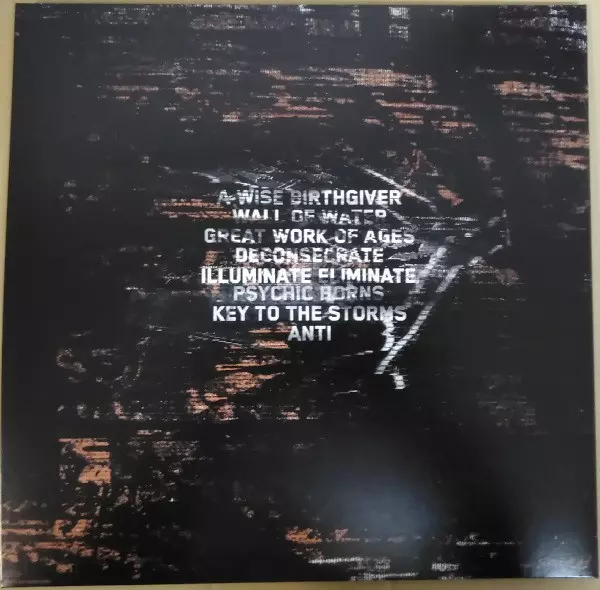 A WISE BIRTHGIVER
WALL OF WATER
GREAT WORK OF AGES
DECONSECRATE
ILLUMINATE ELIMINATE
PSYCHIC HORNS
KEY TO THE STORMS
ANTI